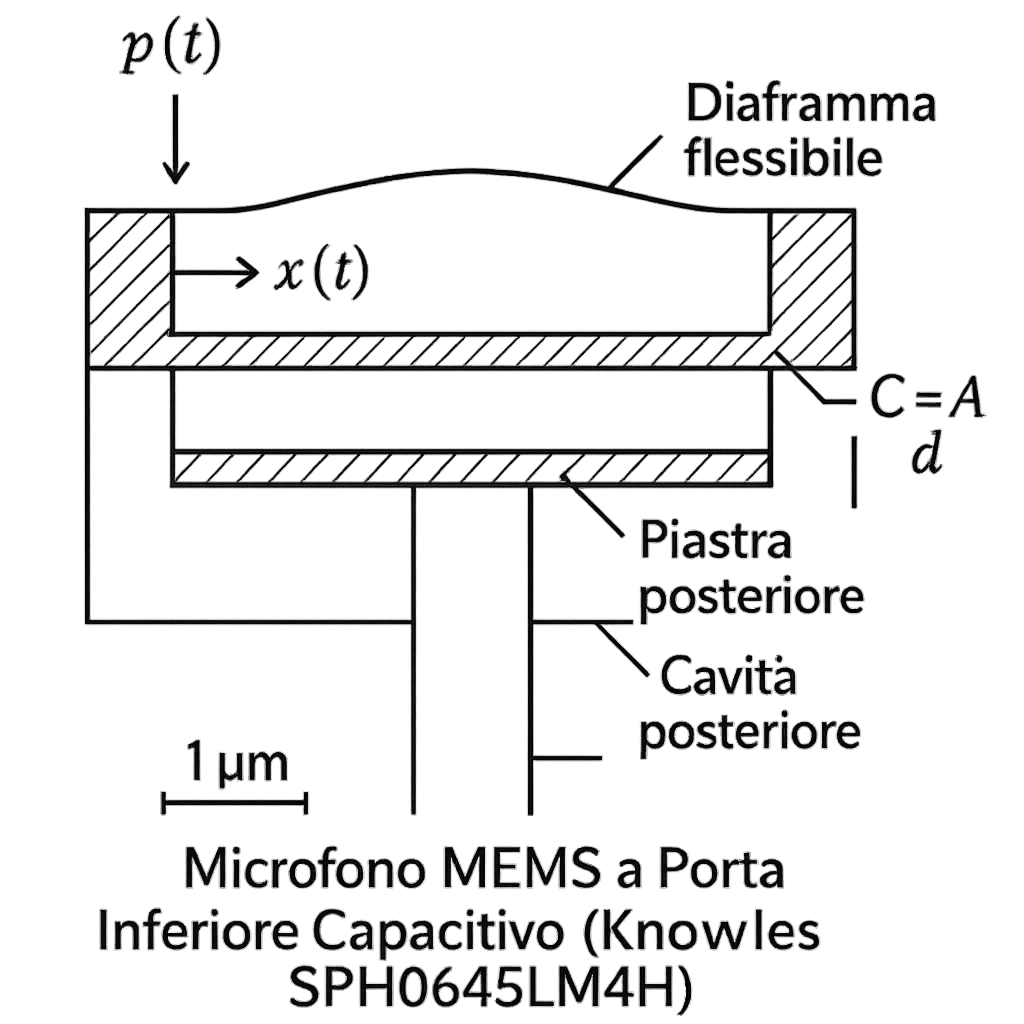 p(t)
Diaframma
flessibile
x(t)
C = A
d
Piastra
posteriore
Cavità
posteriore
1 μm
Microfono MEMS a Porta
Inferiore Capacitivo (Knowles
SPH0645LM4H)